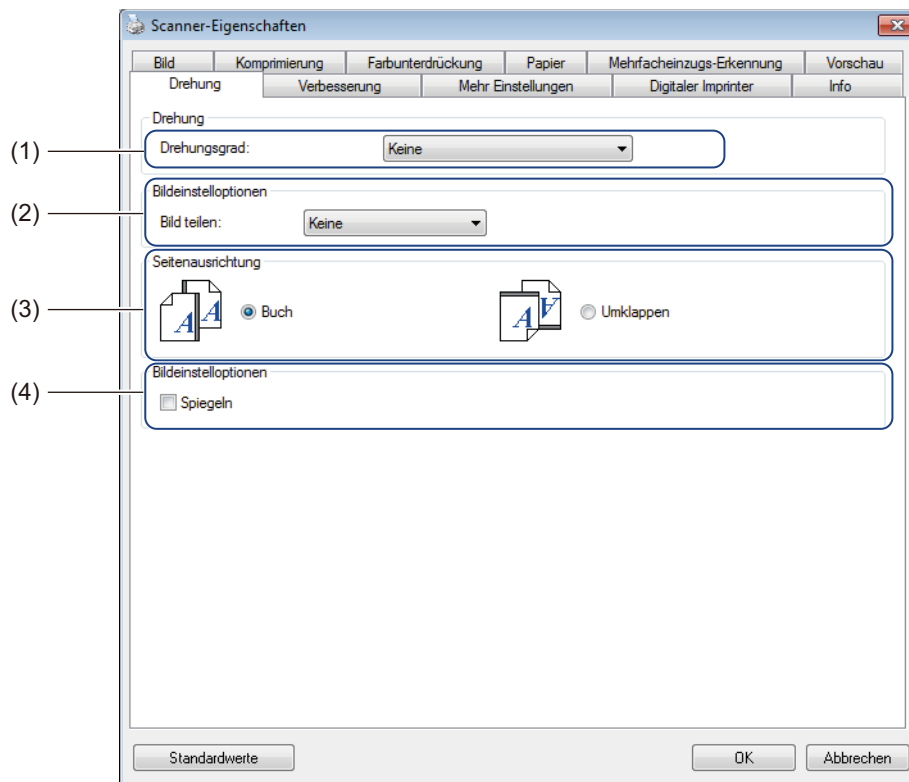 Scanner-Eigenschaften
Bild Komprimierung Farbunterdrückung Papier Mehrfacheinzugs-Erkennung Vorschau
Drehung Verbesserung Mehr Einstellungen Digitaler Imprinter Info
Drehung
(1) Drehungsgrad: Keine
Bildeinstelloptionen
(2) Bild teilen: Keine
Seitenausrichtung
(3) A A Buch A A Umklappen
Bildeinstelloptionen
(4) Spiegeln
Standardwerte OK Abbrechen